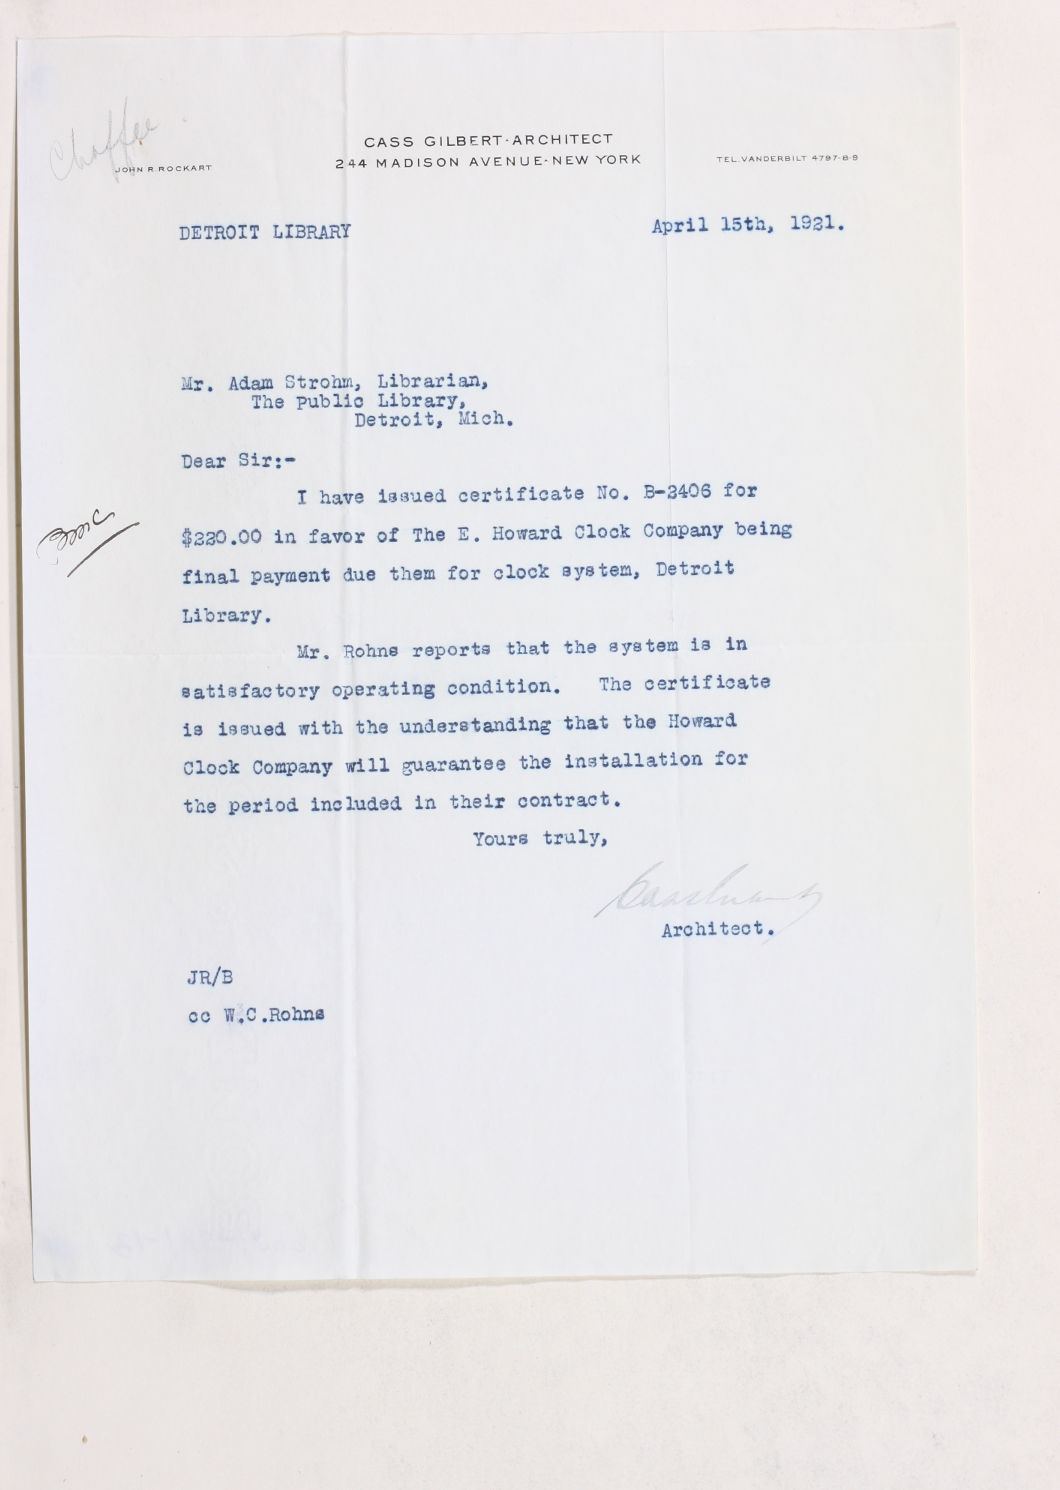 Chaffee
CASS GILBERT·ARCHITECT
244 MADISON AVENUE·NEW YORK
JOHN R. ROCKART
TEL. VANDERBILT 4797-8-9
DETROIT LIBRARY
April 15th, 1921.
Mr. Adam Strohm, Librarian,
The Public Library,
Detroit, Mich.
Dear Sir:-
I have issued certificate No. B-2406 for
$220.00 in favor of The E. Howard Clock Company being
final payment due them for clock system, Detroit
Library.
Mr. Rohns reports that the system is in
satisfactory operating condition. The certificate
is issued with the understanding that the Howard
Clock Company will guarantee the installation for
the period included in their contract.
Yours truly,
Architect.
JR/B
cc W.C.Rohns